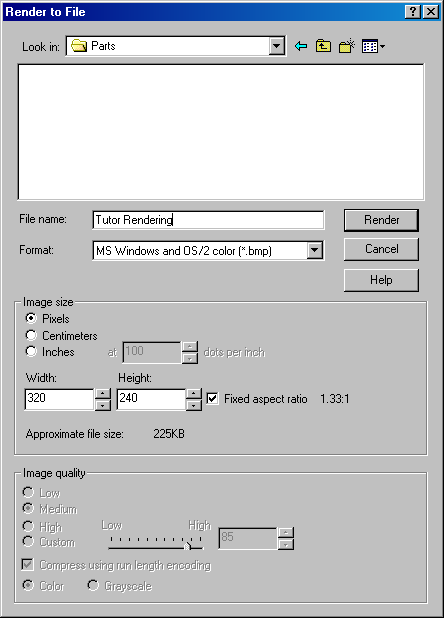 Render to File
Look in: Parts
File name: Tutor Rendering
Render
Format: MS Windows and OS/2 color (*.bmp)
Cancel
Help
Image size
Pixels
Centimeters
Inches at 100 dots per inch
Width: Height:
320 240 Fixed aspect ratio 1.33:1
Approximate file size: 225KB
Image quality
Low
Medium
High Low High
Custom 85
Compress using run length encoding
Color Grayscale